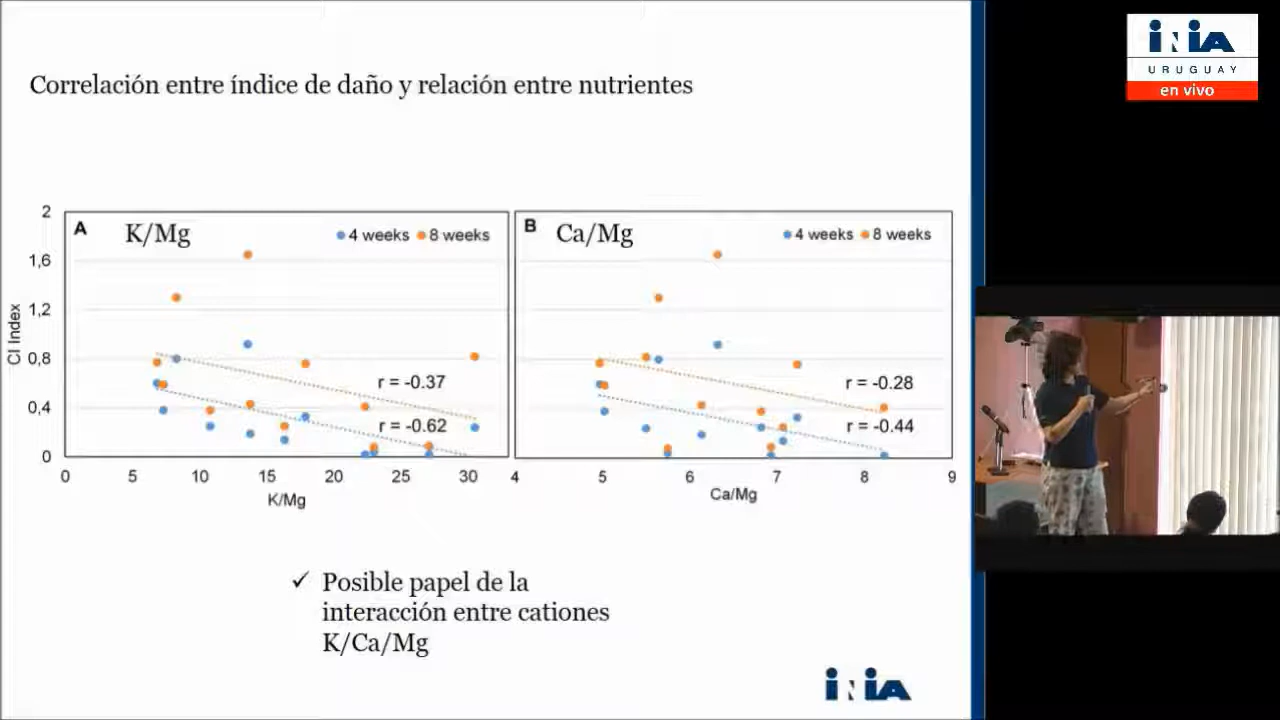 INIA
URUGUAY
en vivo
Correlación entre índice de daño y relación entre nutrientes
2
1,6
1,2
0,8
0,4
0
CI Index
A
K/Mg
4 weeks
8 weeks
r = -0.37
r = -0.62
0 5 10 15 20 25 30
K/Mg
B
Ca/Mg
4 weeks
8 weeks
r = -0.28
r = -0.44
4 5 6 7 8 9
Ca/Mg
✓ Posible papel de la
interacción entre cationes
K/Ca/Mg
INIA